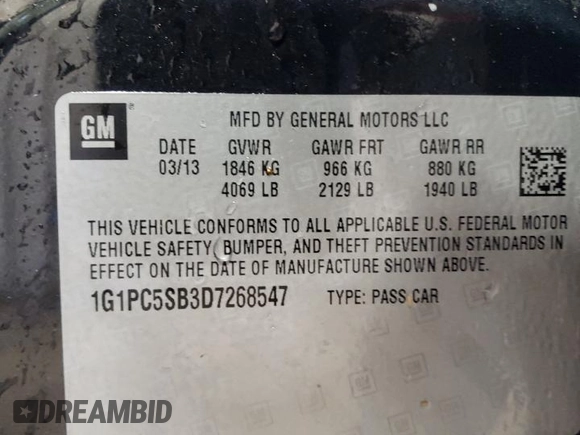 GM
MFD BY GENERAL MOTORS LLC
DATE GVWR GAWR FRT GAWR RR
03/13 1846 KG 966 KG 880 KG
4069 LB 2129 LB 1940 LB
THIS VEHICLE CONFORMS TO ALL APPLICABLE U.S. FEDERAL MOTOR
VEHICLE SAFETY, BUMPER, AND THEFT PREVENTION STANDARDS IN
EFFECT ON THE DATE OF MANUFACTURE SHOWN ABOVE.
1G1PC5SB3D7268547 TYPE: PASS CAR
DREAMBID